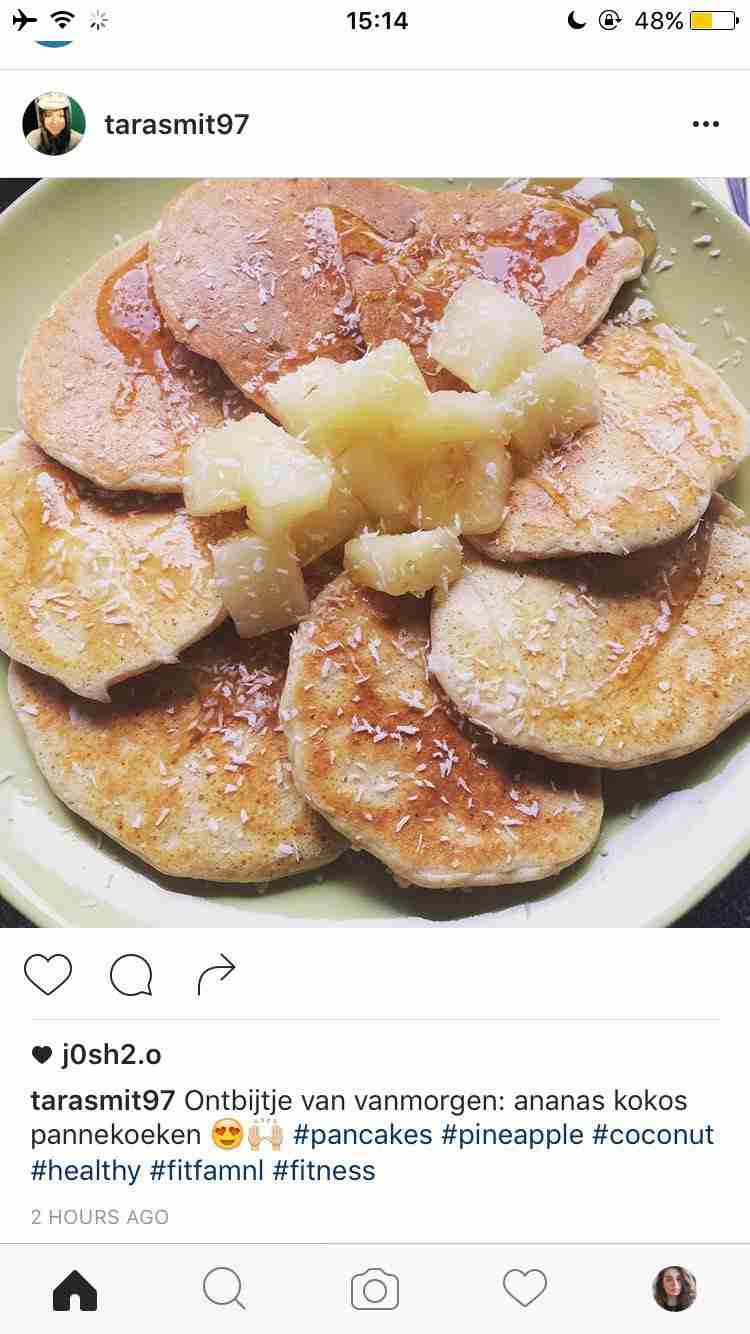 15:14
48%
tarasmit97
j0sh2.o
tarasmit97 Ontbijtje van vanmorgen: ananas kokos
pannekoeken 😍🙌🏼 #pancakes #pineapple #coconut
#healthy #fitfamnl #fitness
2 HOURS AGO